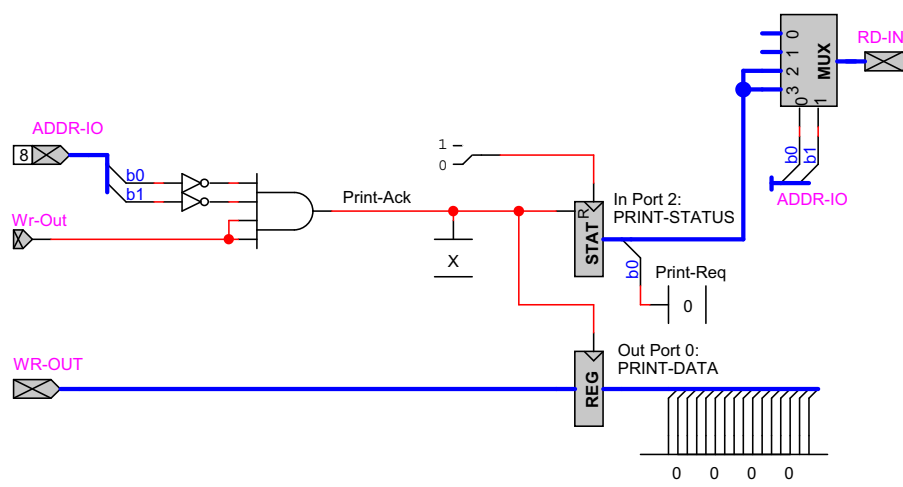 0
1
2
3
MUX
0
1
RD-IN
b0
b1
ADDR-IO
ADDR-IO
8
b0
b1
Wr-Out
Print-Ack
1
0
X
R
STAT
In Port 2:
PRINT-STATUS
b0
Print-Req
0
WR-OUT
REG
Out Port 0:
PRINT-DATA
0 0 0 0